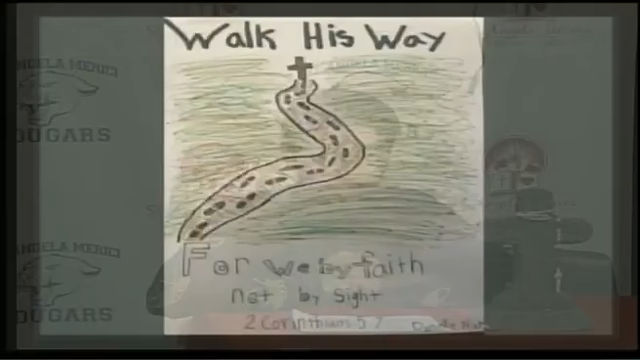 Walk His Way
For we by faith
not by Sight
2 Corinthians 5 7
ANGELA MERICI
COUGARS
ANGELA MERICI
COUGARS